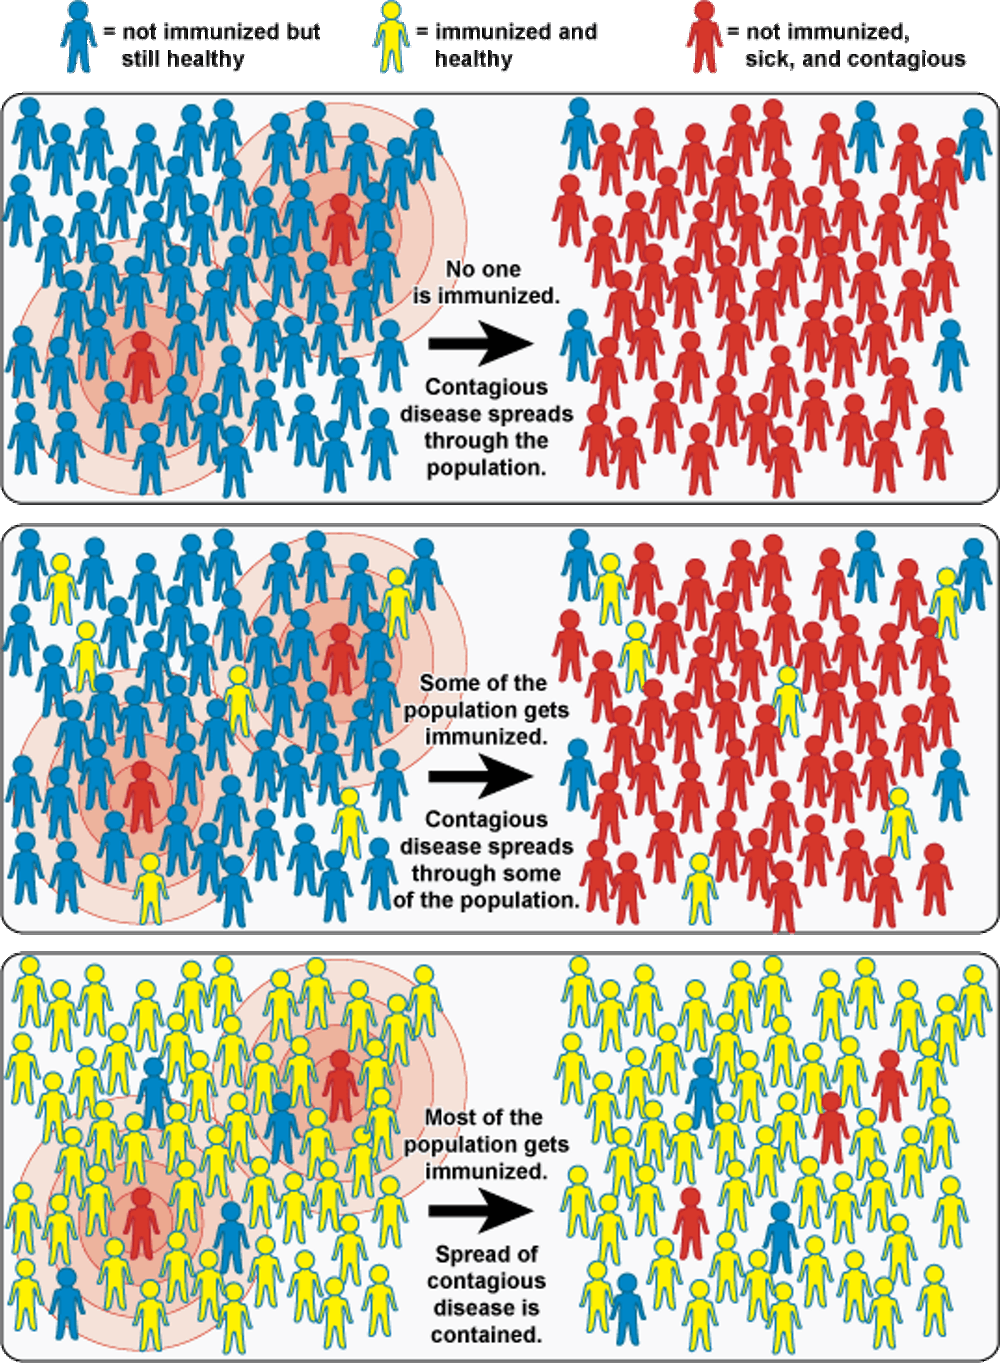 = not immunized but
still healthy
= immunized and
healthy
= not immunized,
sick, and contagious
No one
is immunized.
Contagious
disease spreads
through the
population.
Some of the
population gets
immunized.
Contagious
disease spreads
through some
of the population.
Most of the
population gets
immunized.
Spread of
contagious
disease is
contained.